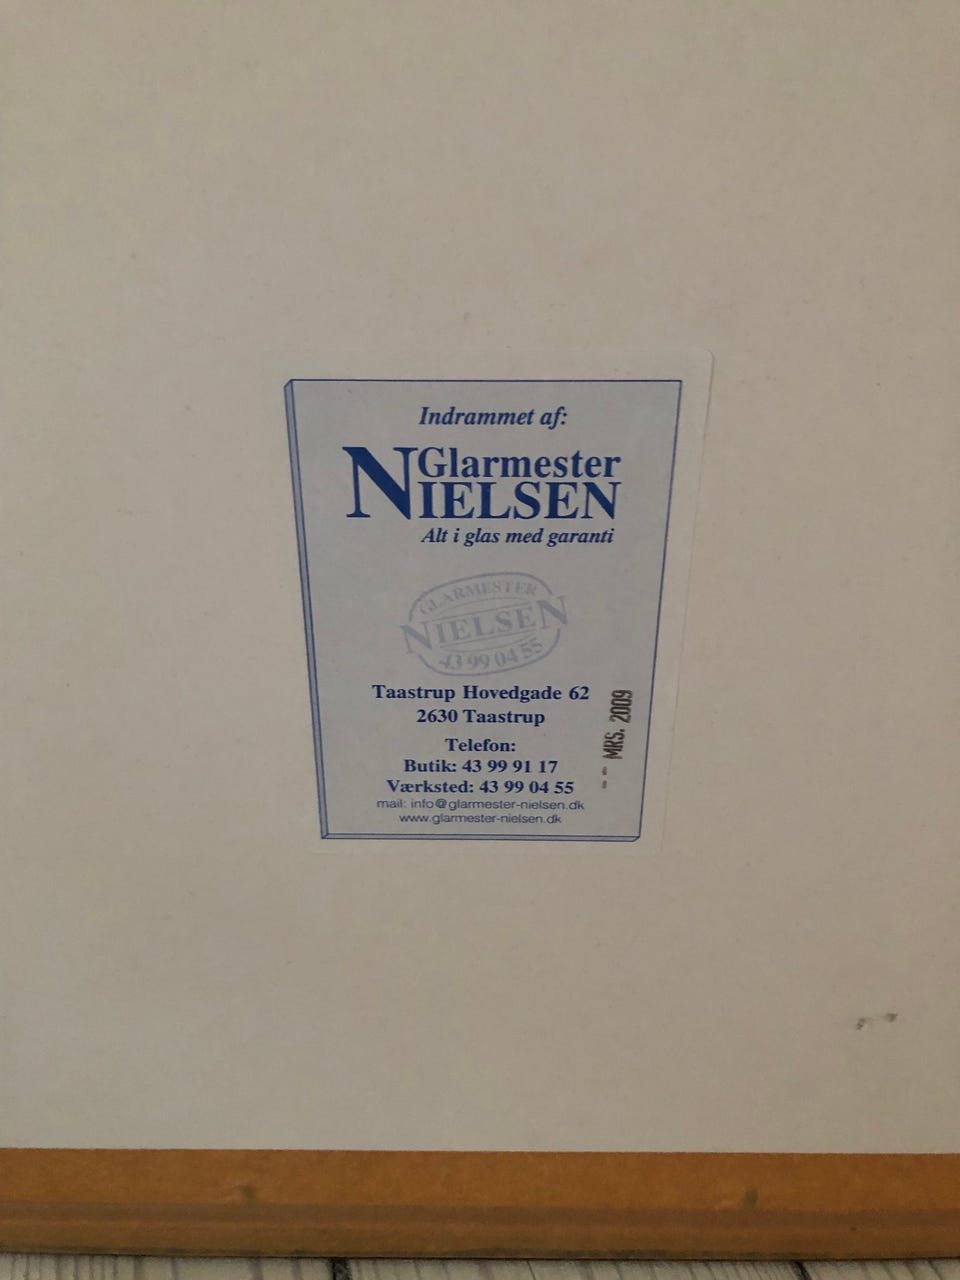 Indrammet af:
Glarmester
NIELSEN
Alt i glas med garanti
GLARMESTER
NIELSEN
43 99 04 55
Taastrup Hovedgade 62
2630 Taastrup
Telefon:
Butik: 43 99 91 17
Værksted: 43 99 04 55
mail: info@glarmester-nielsen.dk
www.glarmester-nielsen.dk
-- MRS. 2009